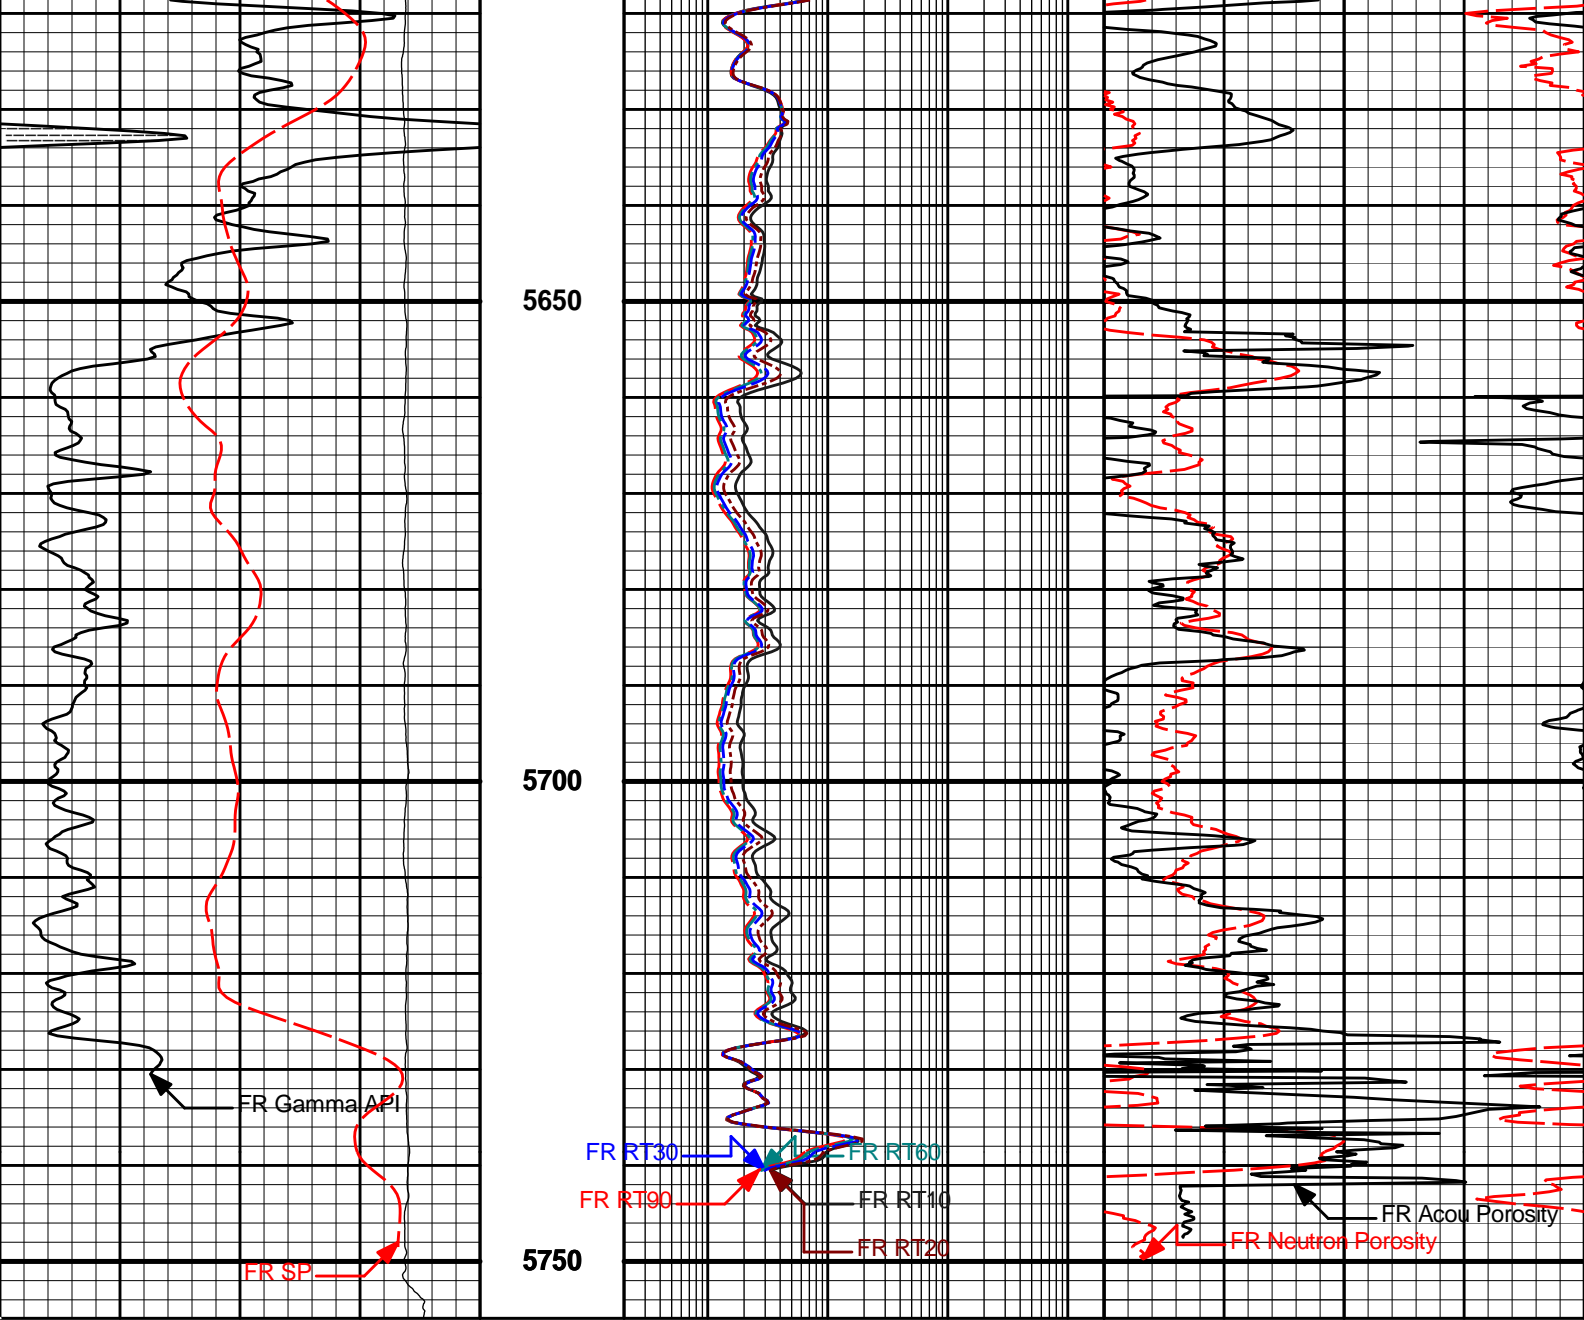 5650
5700
FR Gamma API
FR RT30
FR RT60
FR RT90
FR RT10
FR Acou Porosity
FR Neutron Porosity
FR RT20
5750
FR SP